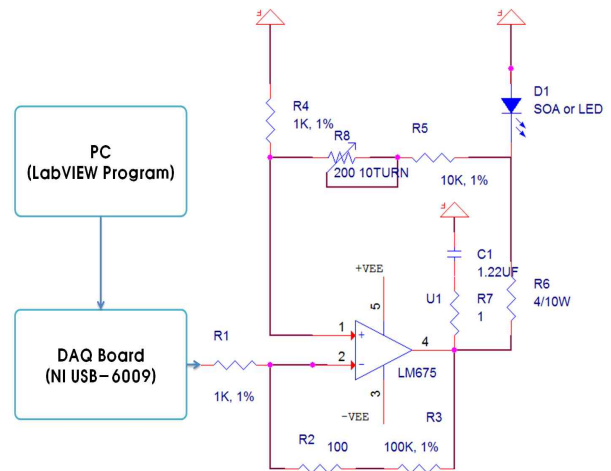 D1
SOA or LED
R4
1K, 1%
R8
200 10TURN
R5
10K, 1%
PC
(LabVIEW Program)
C1
1.22UF
+VEE
U1
R7
1
R6
4/10W
5
1
2
4
3
LM675
-VEE
DAQ Board
(NI USB-6009)
R1
1K, 1%
R2
100
R3
100K, 1%